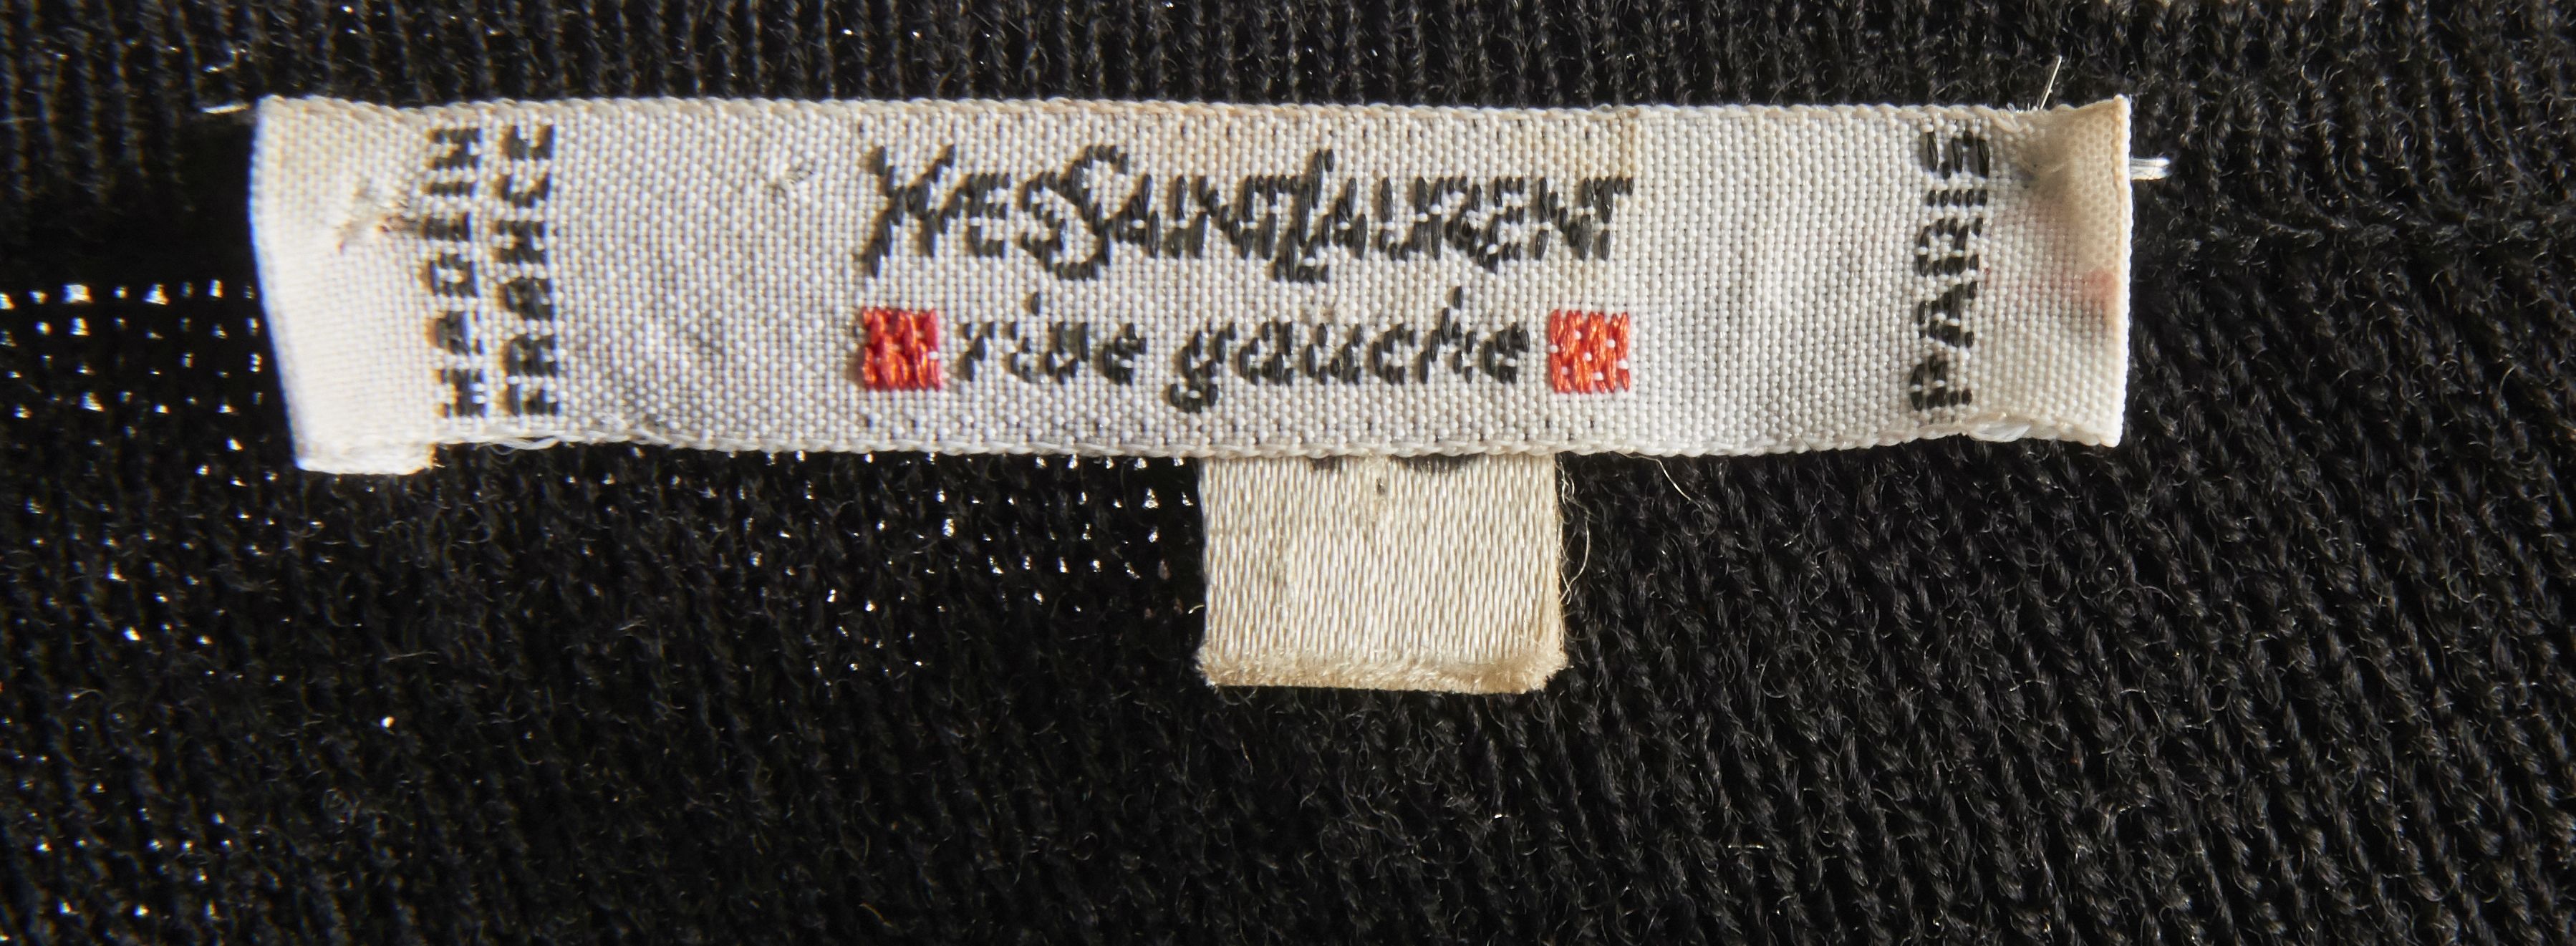 MADE IN
FRANCE
YVESSAINTLAURENT
rive gauche
PARIS